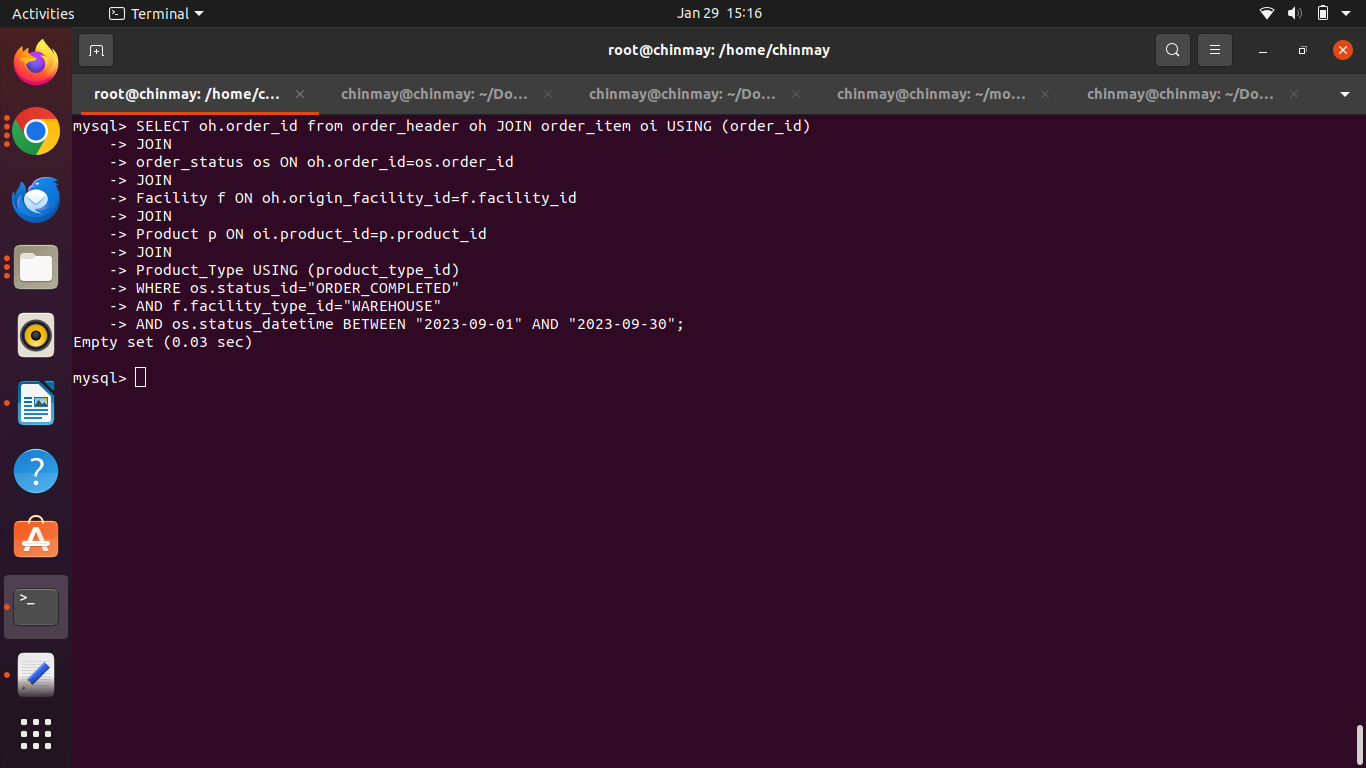 Activities
Terminal
Jan 29 15:16
root@chinmay: /home/chinmay
root@chinmay: /home/c...
chinmay@chinmay: ~/Do...
chinmay@chinmay: ~/Do...
chinmay@chinmay: ~/mo...
chinmay@chinmay: ~/Do...
mysql> SELECT oh.order_id from order_header oh JOIN order_item oi USING (order_id)
-> JOIN
-> order_status os ON oh.order_id=os.order_id
-> JOIN
-> Facility f ON oh.origin_facility_id=f.facility_id
-> JOIN
-> Product p ON oi.product_id=p.product_id
-> JOIN
-> Product_Type USING (product_type_id)
-> WHERE os.status_id="ORDER_COMPLETED"
-> AND f.facility_type_id="WAREHOUSE"
-> AND os.status_datetime BETWEEN "2023-09-01" AND "2023-09-30";
Empty set (0.03 sec)
mysql>